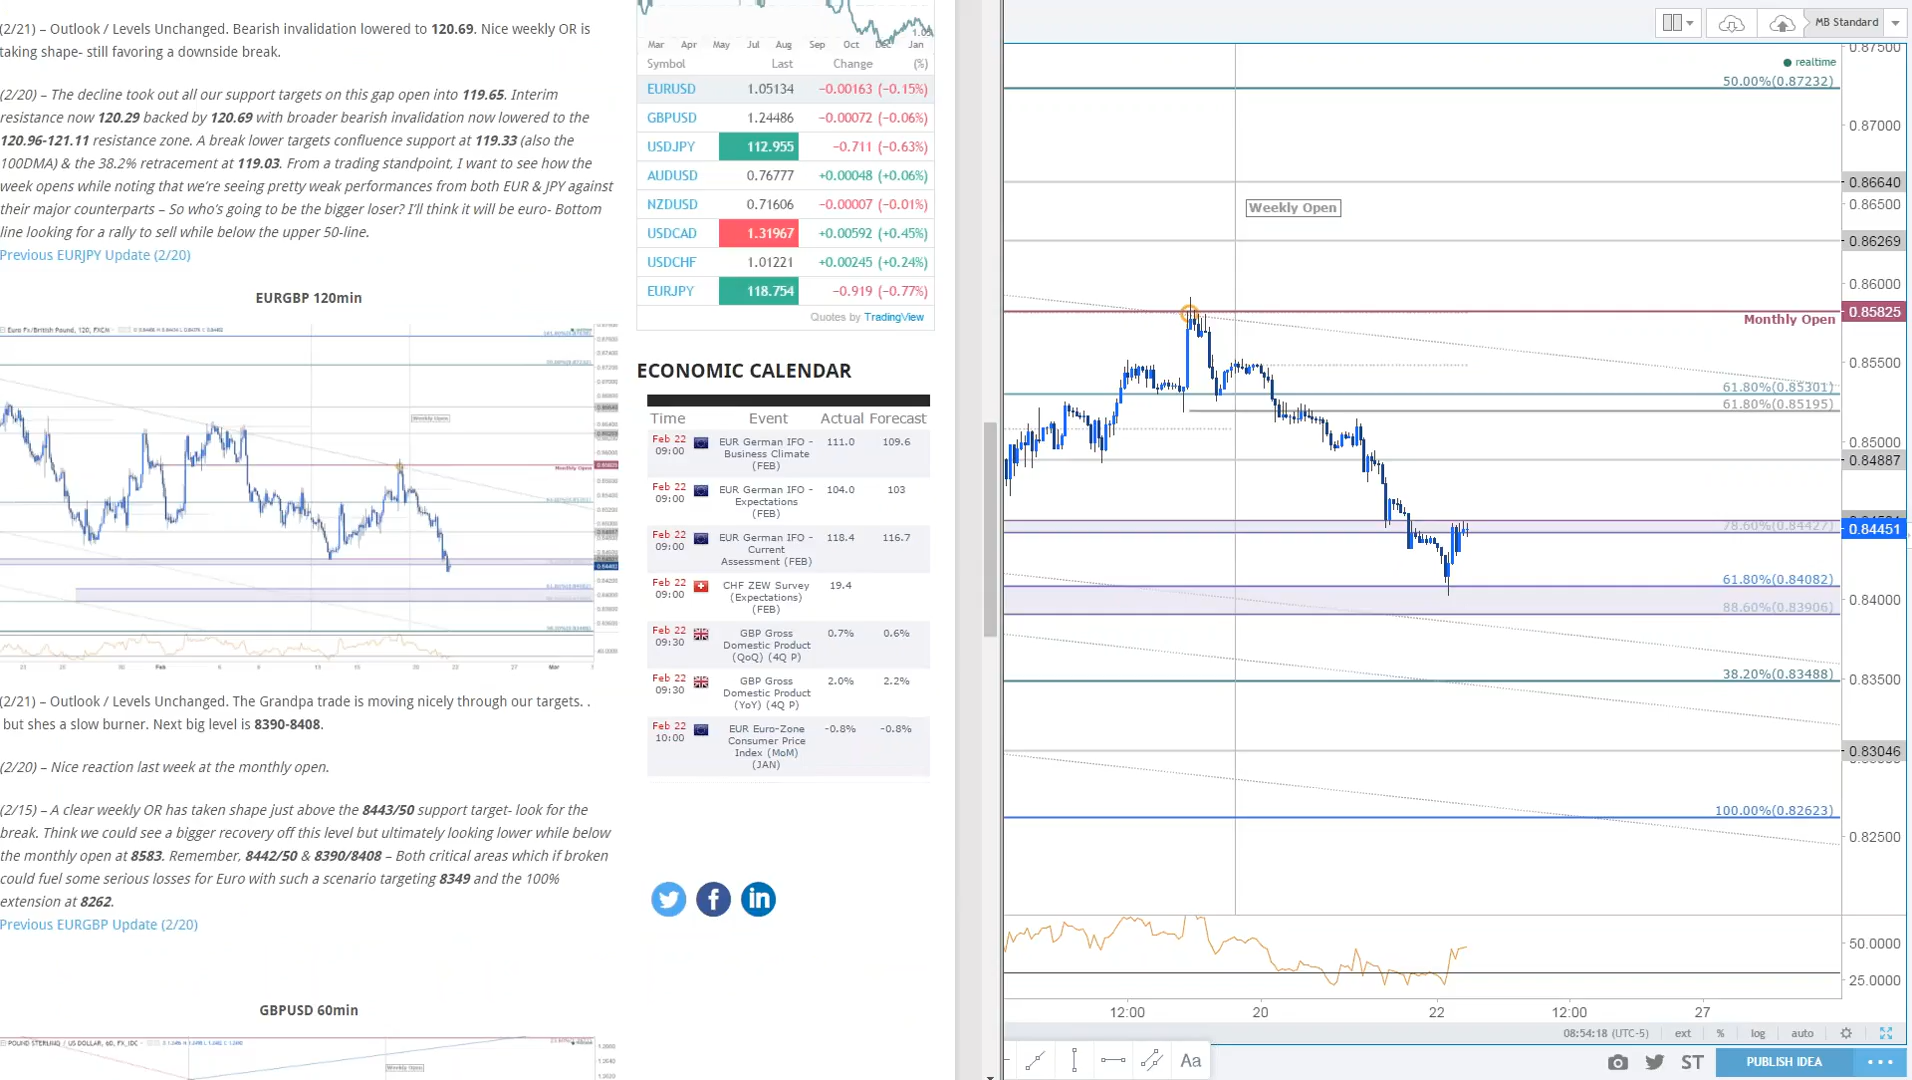 (2/21) – Outlook / Levels Unchanged. Bearish invalidation lowered to 120.69. Nice weekly OR is
taking shape- still favoring a downside break.
(2/20) – The decline took out all our support targets on this gap open into 119.65. Interim
resistance now 120.29 backed by 120.69 with broader bearish invalidation now lowered to the
120.96-121.11 resistance zone. A break lower targets confluence support at 119.33 (also the
100DMA) & the 38.2% retracement at 119.03. From a trading standpoint, I want to see how the
week opens while noting that we're seeing pretty weak performances from both EUR & JPY against
their major counterparts – So who's going to be the bigger loser? I'll think it will be euro- Bottom
line looking for a rally to sell while below the upper 50-line.
Previous EURJPY Update (2/20)
EURGBP 120min
Weekly Open
Monthly Open
(2/21) – Outlook / Levels Unchanged. The Grandpa trade is moving nicely through our targets. .
but shes a slow burner. Next big level is 8390-8408.
(2/20) – Nice reaction last week at the monthly open.
(2/15) – A clear weekly OR has taken shape just above the 8443/50 support target- look for the
break. Think we could see a bigger recovery off this level but ultimately looking lower while below
the monthly open at 8583. Remember, 8442/50 & 8390/8408 – Both critical areas which if broken
could fuel some serious losses for Euro with such a scenario targeting 8349 and the 100%
extension at 8262.
Previous EURGBP Update (2/20)
GBPUSD 60min
Weekly Open
Mar Apr May Jul Aug Sep Oct Dec Jan
Symbol Last Change (%)
EURUSD 1.05134 −0.00163 (−0.15%)
GBPUSD 1.24486 −0.00072 (−0.06%)
USDJPY 112.955 −0.711 (−0.63%)
AUDUSD 0.76777 +0.00048 (+0.06%)
NZDUSD 0.71606 −0.00007 (−0.01%)
USDCAD 1.31967 +0.00592 (+0.45%)
USDCHF 1.01221 +0.00245 (+0.24%)
EURJPY 118.754 −0.919 (−0.77%)
Quotes by TradingView
ECONOMIC CALENDAR
Time Event Actual Forecast
Feb 22
09:00
EUR German IFO -
Business Climate
(FEB)
111.0 109.6
Feb 22
09:00
EUR German IFO -
Expectations
(FEB)
104.0 103
Feb 22
09:00
EUR German IFO -
Current
Assessment (FEB)
118.4 116.7
Feb 22
09:00
CHF ZEW Survey
(Expectations)
(FEB)
19.4
Feb 22
09:30
GBP Gross
Domestic Product
(QoQ) (4Q P)
0.7% 0.6%
Feb 22
09:30
GBP Gross
Domestic Product
(YoY) (4Q P)
2.0% 2.2%
Feb 22
10:00
EUR Euro-Zone
Consumer Price
Index (MoM)
(JAN)
-0.8% -0.8%
in
MB Standard
realtime
0.87500
50.00%(0.87232)
0.87000
0.86640
0.86500
Weekly Open
0.86269
0.86000
0.85825
Monthly Open
0.85500
61.80%(0.85301)
61.80%(0.85195)
0.85000
0.84887
78.60%(0.84427)
0.84451
61.80%(0.84082)
0.84000
88.60%(0.83906)
38.20%(0.83488)
0.83500
0.83046
100.00%(0.82623)
0.82500
50.0000
25.0000
12:00 20 22 12:00 27
08:54:18 (UTC-5) ext % log auto
Aa
ST
PUBLISH IDEA